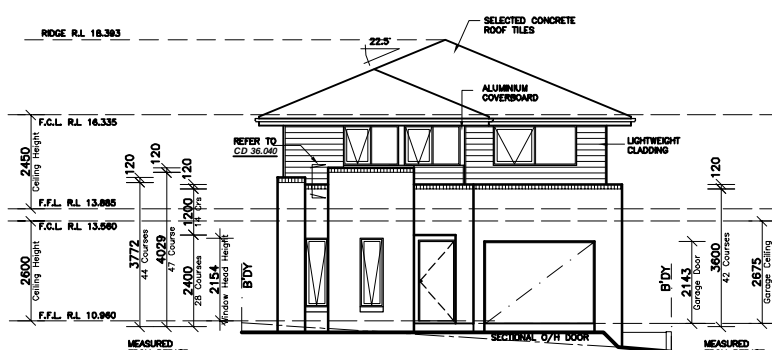 SELECTED CONCRETE
ROOF TILES
RIDGE R.L 18.393
22.5°
ALUMINIUM
COVERBOARD
F.C.L. R.L 16.335
REFER TO
CD 36.040
LIGHTWEIGHT
CLADDING
2450
Ceiling Height
120
120
120
120
F.F.L. R.L 13.885
F.C.L. R.L 13.560
1200
14 Crs
3772
44 Courses
4029
47 Course
2400
28 Courses
2154
Window Head Height
2600
Ceiling Height
B'DY
B'DY
2143
Garage Door
3600
42 Courses
2675
Garage Ceiling
F.F.L. R.L 10.960
SECTIONAL O/H DOOR
MEASURED
MEASURED